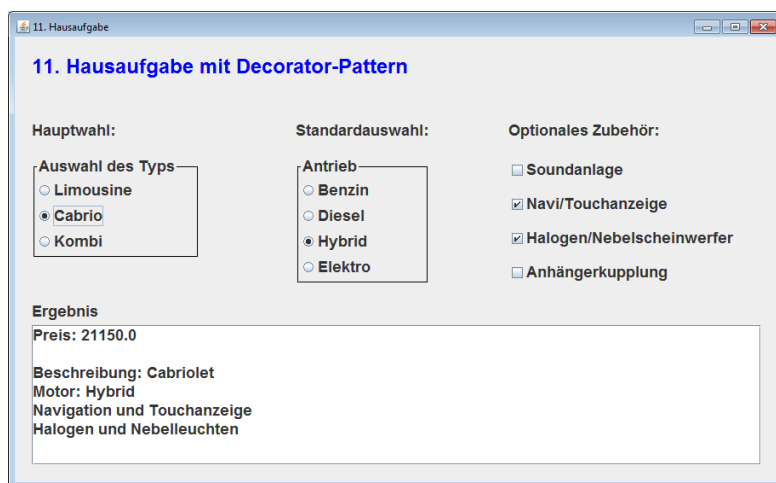 11. Hausaufgabe
11. Hausaufgabe mit Decorator-Pattern
Hauptwahl:
Standardauswahl:
Optionales Zubehör:
Auswahl des Typs
Limousine
Cabrio
Kombi
Antrieb
Benzin
Diesel
Hybrid
Elektro
Soundanlage
Navi/Touchanzeige
Halogen/Nebelscheinwerfer
Anhängerkupplung
Ergebnis
Preis: 21150.0
Beschreibung: Cabriolet
Motor: Hybrid
Navigation und Touchanzeige
Halogen und Nebelleuchten